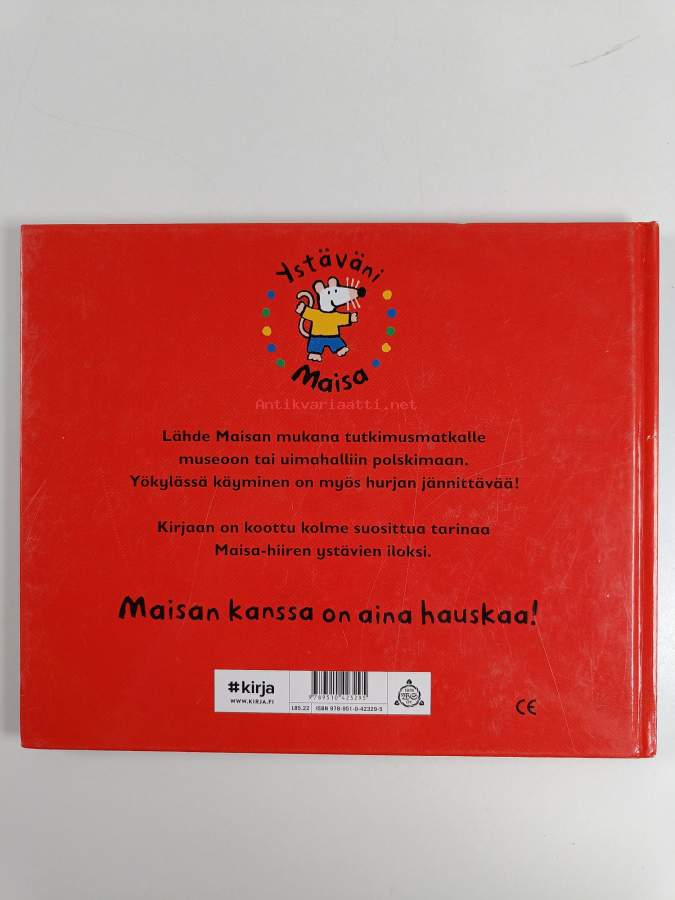 Ystäväni
Maisa
Antikvariaatti.net
Lähde Maisan mukana tutkimusmatkalle
museoon tai uimahalliin polskimaan.
Yökylässä käyminen on myös hurjan jännittävää!
Kirjaan on koottu kolme suosittua tarinaa
Maisa-hiiren ystävien iloksi.
Maisan kanssa on aina hauskaa!
#kirja
WWW.KIRJA.FI
9789510423295
L85.22
ISBN 978-951-0-42329-5
CE